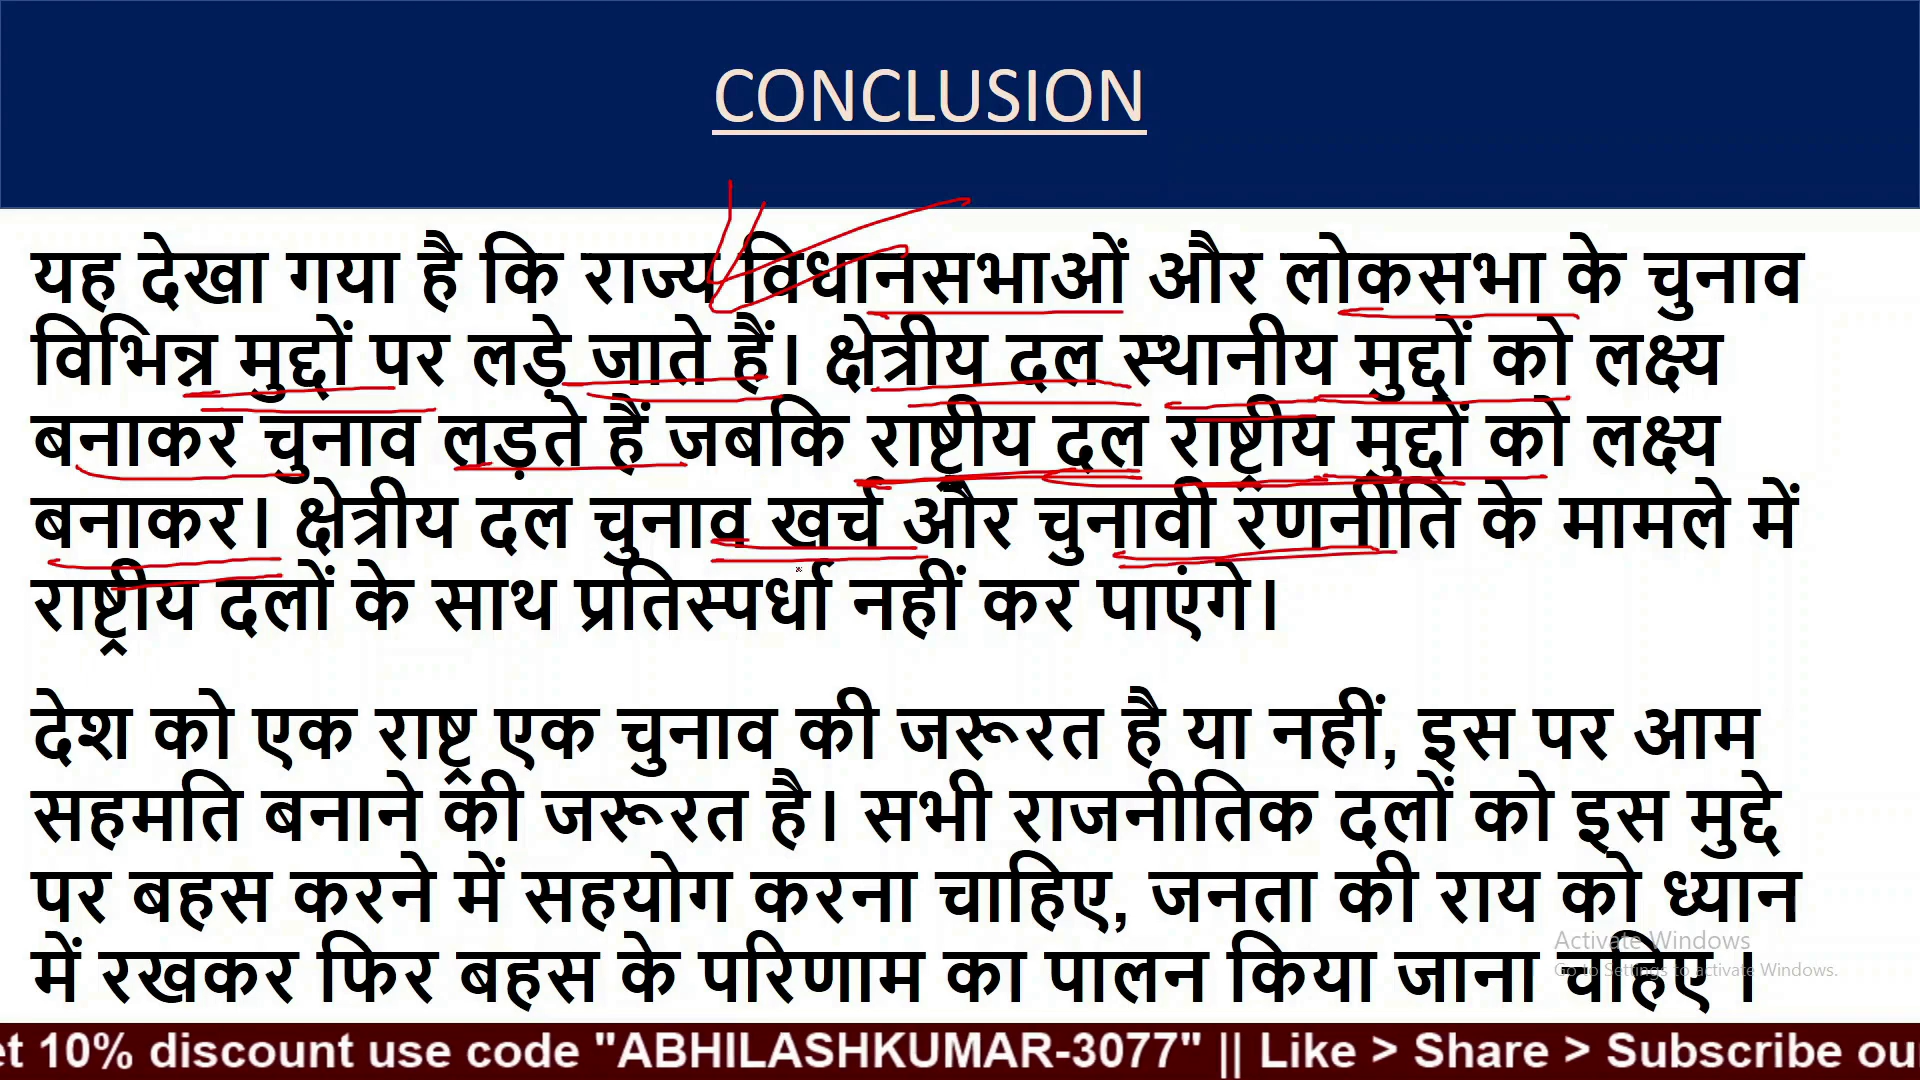 CONCLUSION
यह देखा गया है कि राज्य विधानसभाओं और लोकसभा के चुनाव
विभिन्न मुद्दों पर लड़े जाते हैं। क्षेत्रीय दल स्थानीय मुद्दों को लक्ष्य
बनाकर चुनाव लड़ते हैं जबकि राष्ट्रीय दल राष्ट्रीय मुद्दों को लक्ष्य
बनाकर। क्षेत्रीय दल चुनाव खर्च और चुनावी रणनीति के मामले में
राष्ट्रीय दलों के साथ प्रतिस्पर्धा नहीं कर पाएंगे।
देश को एक राष्ट्र एक चुनाव की जरूरत है या नहीं, इस पर आम
सहमति बनाने की जरूरत है। सभी राजनीतिक दलों को इस मुद्दे
पर बहस करने में सहयोग करना चाहिए, जनता की राय को ध्यान
में रखकर फिर बहस के परिणाम का पालन किया जाना चहिए ।
Activate Windows
Go to Settings to activate Windows.
et 10% discount use code "ABHILASHKUMAR-3077" || Like > Share > Subscribe ou